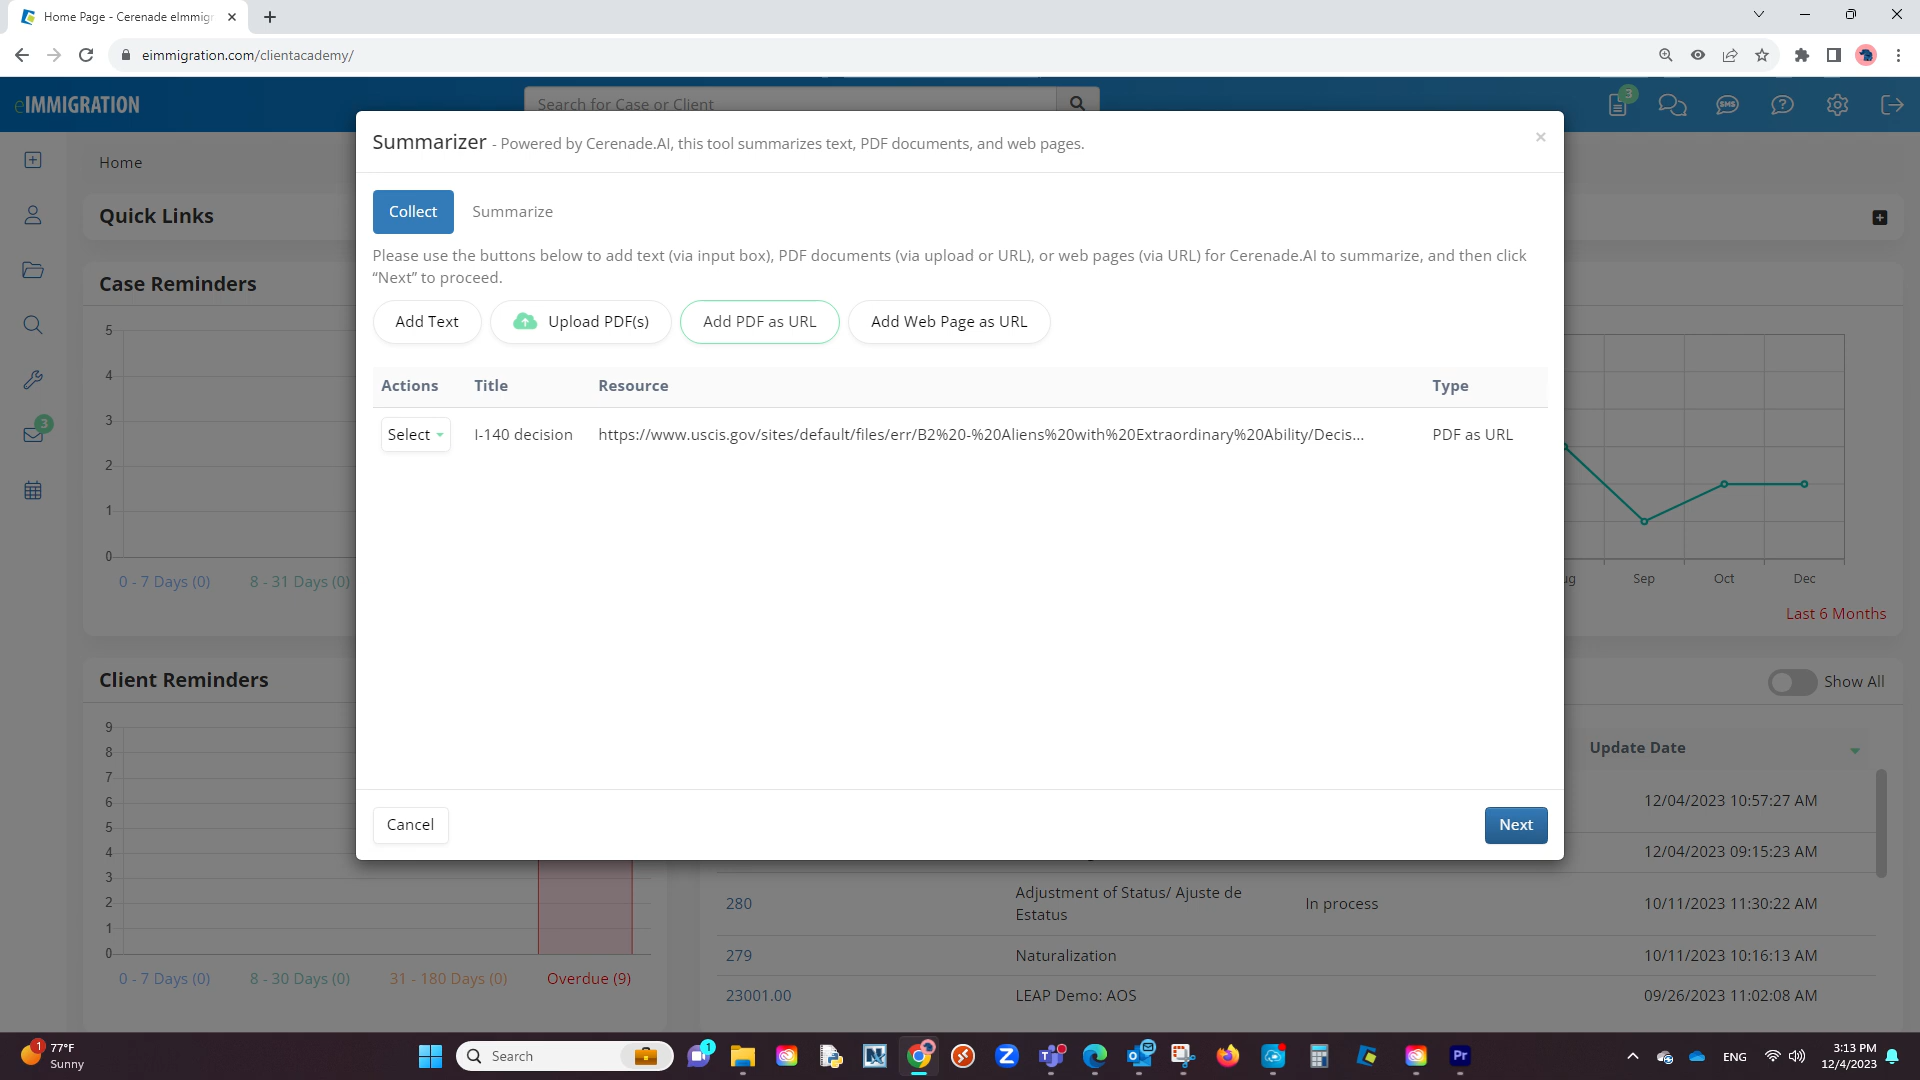 Home Page - Cerenade eImmigr
eimmigration.com/clientacademy/
eIMMIGRATION
Search for Case or Client
3
SMS
Home
Quick Links
Case Reminders
5
4
3
2
1
0
0 - 7 Days (0)
8 - 31 Days (0)
3
Summarizer - Powered by Cerenade.AI, this tool summarizes text, PDF documents, and web pages.
×
Collect
Summarize
Please use the buttons below to add text (via input box), PDF documents (via upload or URL), or web pages (via URL) for Cerenade.AI to summarize, and then click
“Next” to proceed.
Add Text
Upload PDF(s)
Add PDF as URL
Add Web Page as URL
Actions
Title
Resource
Type
Select
I-140 decision
https://www.uscis.gov/sites/default/files/err/B2%20-%20Aliens%20with%20Extraordinary%20Ability/Decis...
PDF as URL
Cancel
Next
ug
Sep
Oct
Dec
Last 6 Months
Client Reminders
9
8
7
6
5
4
3
2
1
0
0 - 7 Days (0)
8 - 30 Days (0)
31 - 180 Days (0)
Overdue (9)
Show All
Update Date
12/04/2023 10:57:27 AM
12/04/2023 09:15:23 AM
280
Adjustment of Status/ Ajuste de
Estatus
In process
10/11/2023 11:30:22 AM
279
Naturalization
10/11/2023 10:16:13 AM
23001.00
LEAP Demo: AOS
09/26/2023 11:02:08 AM
1
77°F
Sunny
Search
1
Pr
ENG
3:13 PM
12/4/2023